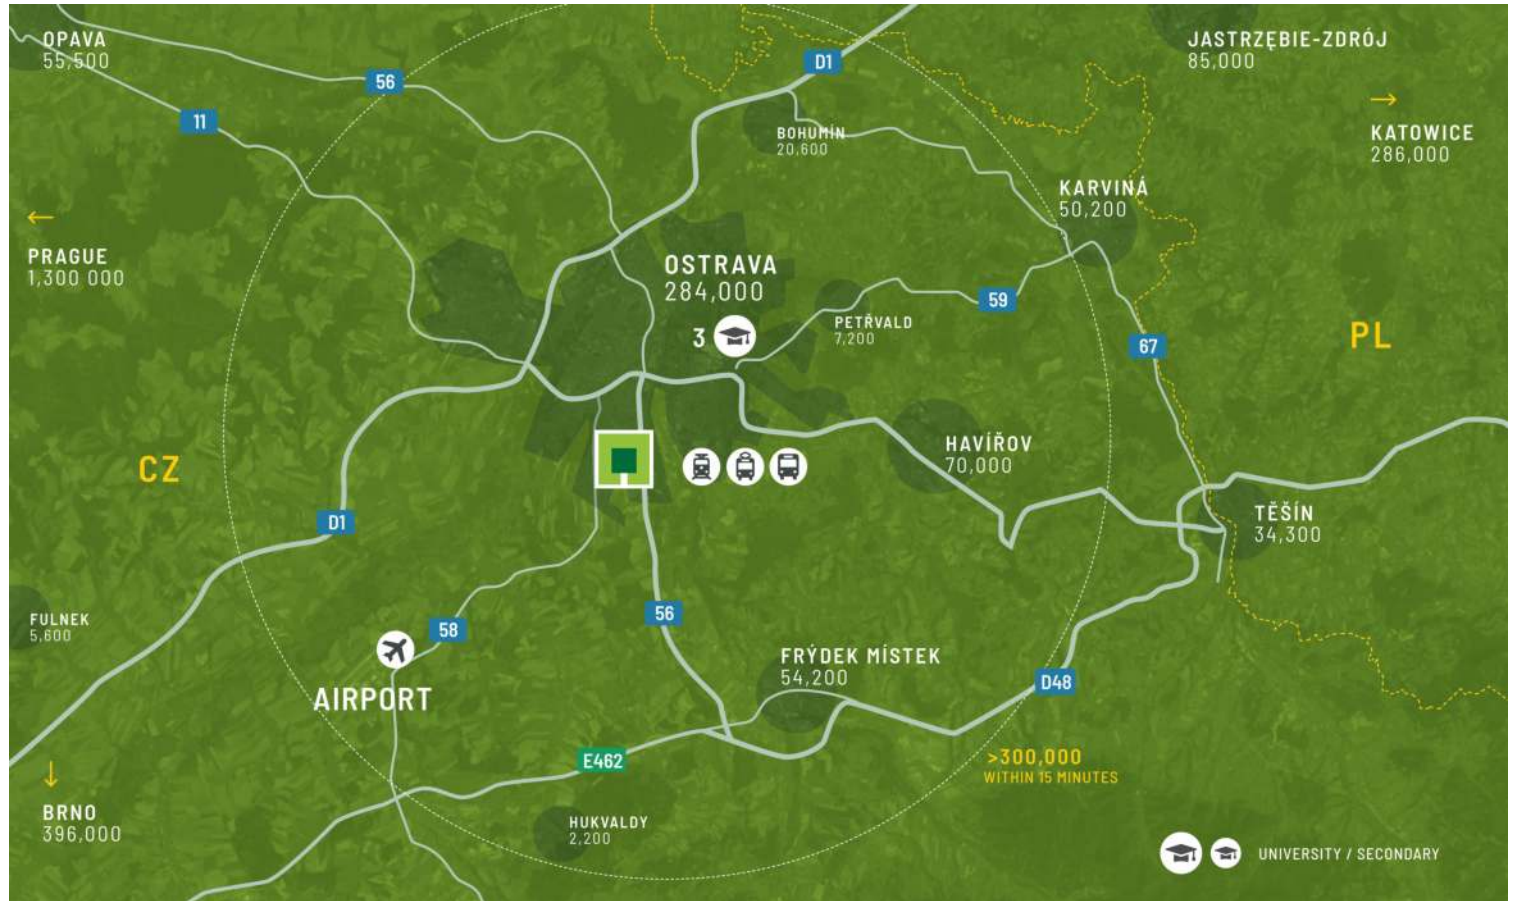 OPAVA
55,500
56
11
D1
JASTRZĘBIE-ZDRÓJ
85,000
KATOWICE
286,000
BOHUMÍN
20,600
KARVINÁ
50,200
PRAGUE
1,300 000
OSTRAVA
284,000
3
PETŘVALD
7,200
59
67
PL
CZ
HAVÍŘOV
70,000
TĚŠÍN
34,300
D1
FULNEK
5,600
58
56
AIRPORT
FRÝDEK MÍSTEK
54,200
D48
E462
>300,000
WITHIN 15 MINUTES
BRNO
396,000
HUKVALDY
2,200
UNIVERSITY / SECONDARY